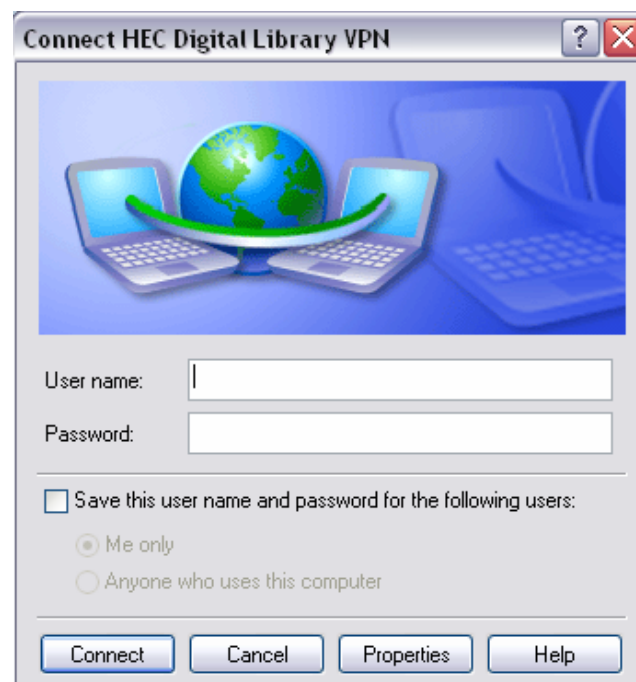 Connect HEC Digital Library VPN
User name:
Password:
Save this user name and password for the following users:
Me only
Anyone who uses this computer
Connect Cancel Properties Help